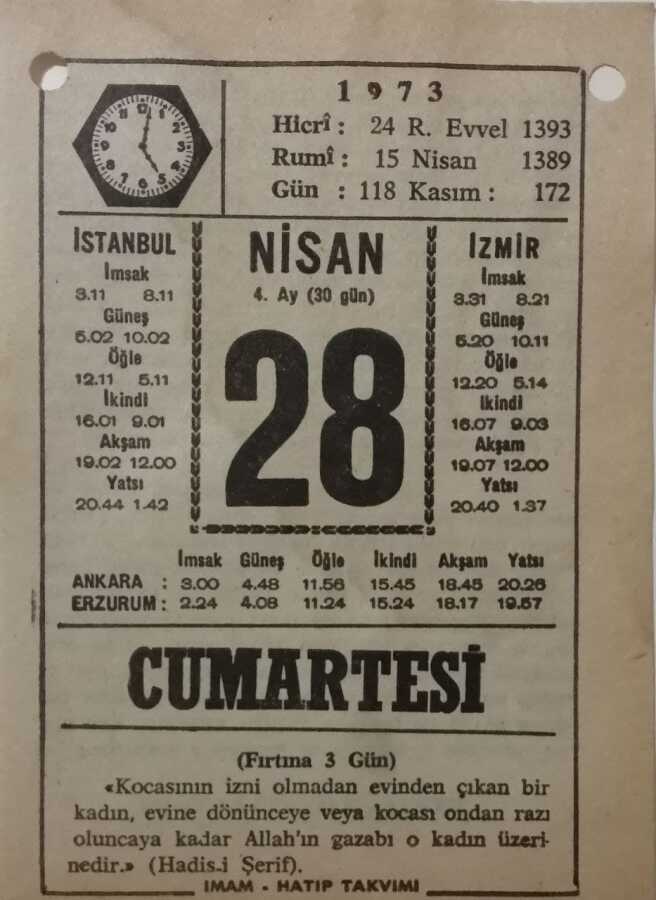 1973
Hicrî : 24 R. Evvel 1393
Rumî : 15 Nisan 1389
Gün : 118 Kasım : 172
İSTANBUL
İmsak
3.11 8.11
Güneş
5.02 10.02
Öğle
12.11 5.11
İkindi
16.01 9.01
Akşam
19.02 12.00
Yatsı
20.44 1.42
NİSAN
4. Ay (30 gün)
28
İZMİR
İmsak
3.31 8.21
Güneş
5.20 10.11
Öğle
12.20 5.14
İkindi
16.07 9.03
Akşam
19.07 12.00
Yatsı
20.40 1.37
İmsak Güneş Öğle İkindi Akşam Yatsı
ANKARA : 3.00 4.48 11.56 15.45 18.45 20.26
ERZURUM : 2.24 4.08 11.24 15.24 18.17 19.57
CUMARTESİ
(Fırtına 3 Gün)
«Kocasının izni olmadan evinden çıkan bir
kadın, evine dönünceye veya kocası ondan razı
oluncaya kadar Allah'ın gazabı o kadın üzeri-
nedir.» (Hadis-i Şerif).
İMAM - HATİP TAKVİMİ